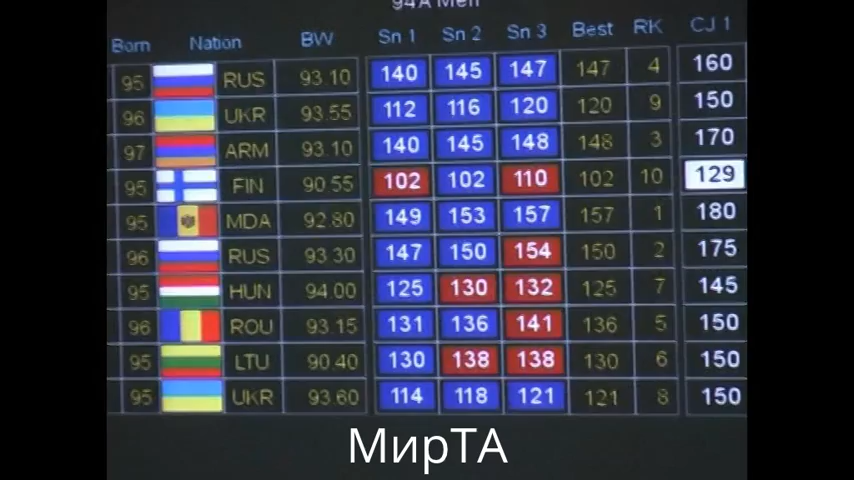 94A Men
Born Nation BW Sn 1 Sn 2 Sn 3 Best RK CJ 1
95 RUS 93.10 140 145 147 147 4 160
96 UKR 93.55 112 116 120 120 9 150
97 ARM 93.10 140 145 148 148 3 170
95 FIN 90.55 102 102 110 102 10 129
95 MDA 92.80 149 153 157 157 1 180
96 RUS 93.30 147 150 154 150 2 175
95 HUN 94.00 125 130 132 125 7 145
96 ROU 93.15 131 136 141 136 5 150
95 LTU 90.40 130 138 138 130 6 150
95 UKR 93.60 114 118 121 121 8 150
МирТА